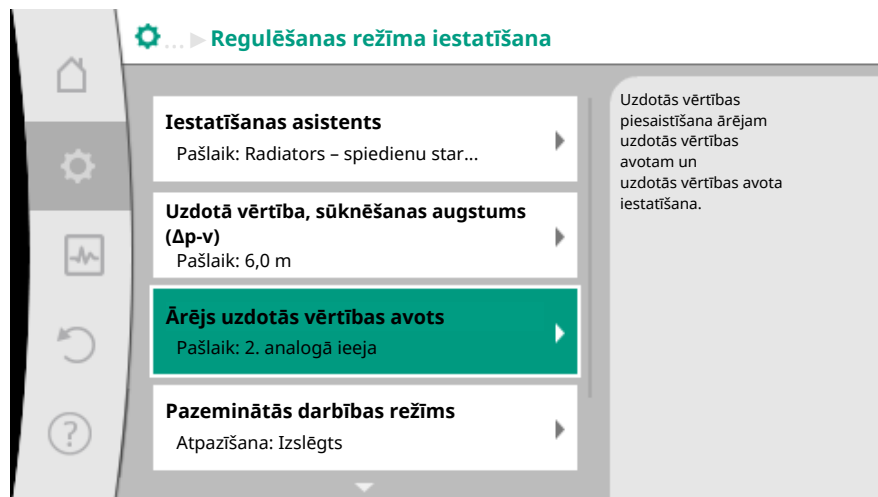 ... ▶ Regulēšanas režīma iestatīšana
Iestatīšanas asistents
Pašlaik: Radiators – spiedienu star...
Uzdotā vērtība, sūknēšanas augstums
(Δp-v)
Pašlaik: 6,0 m
Ārējs uzdotās vērtības avots
Pašlaik: 2. analogā ieeja
Pazeminātās darbības režīms
Atpazīšana: Izslēgts
Uzdotās vērtības
piesaistīšana ārējam
uzdotās vērtības
avotam un
uzdotās vērtības avota
iestatīšana.
?